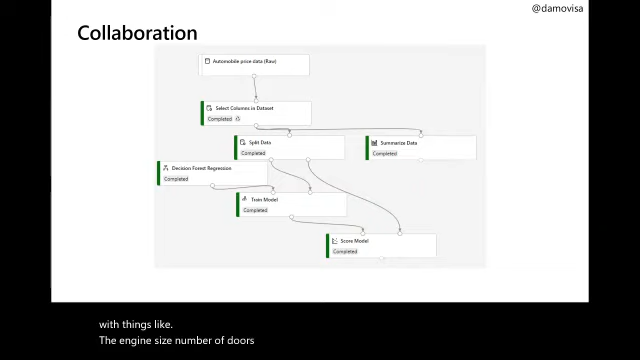 @damovisa
Collaboration
Automobile price data (Raw)
Select Columns in Dataset
Completed
Split Data
Completed
Summarize Data
Completed
Decision Forest Regression
Completed
Train Model
Completed
Score Model
Completed
with things like.
The engine size number of doors